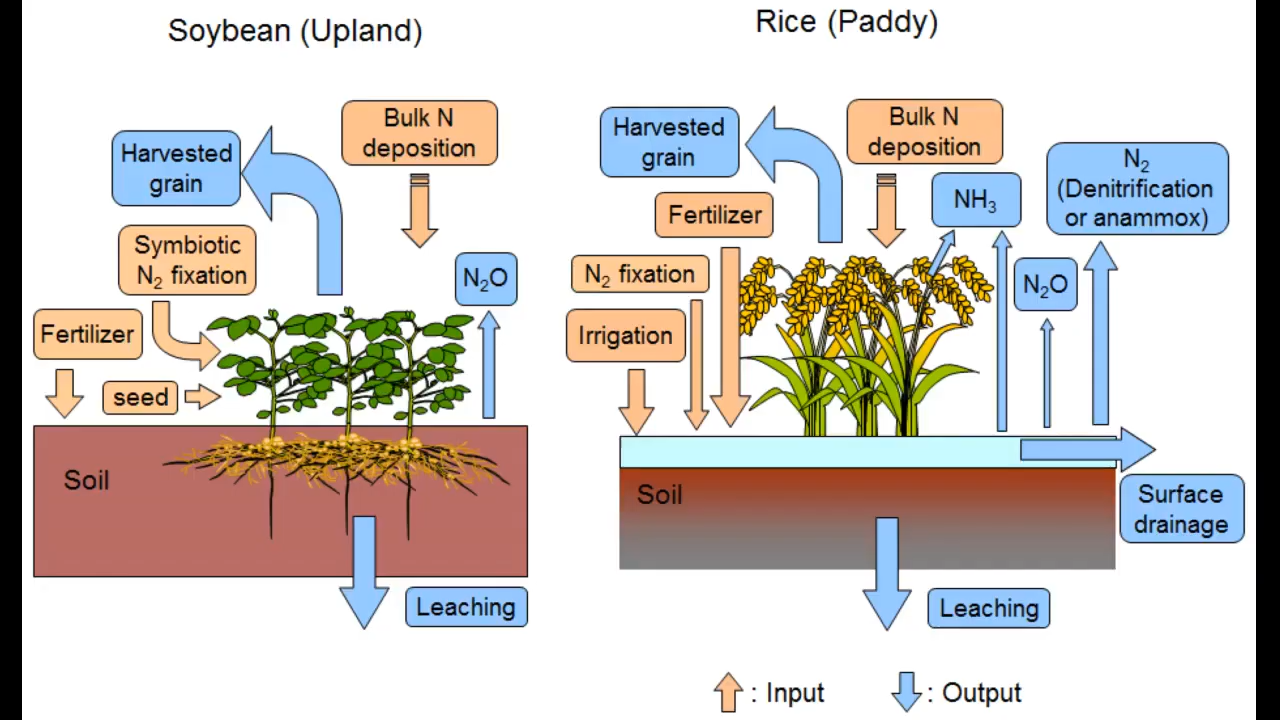 Soybean (Upland)
Bulk N
deposition
Harvested
grain
Symbiotic
N₂ fixation
N₂O
Fertilizer
seed
Soil
Leaching
Rice (Paddy)
Harvested
grain
Bulk N
deposition
N₂
(Denitrification
or anammox)
NH₃
Fertilizer
N₂ fixation
N₂O
Irrigation
Soil
Surface
drainage
Leaching
: Input
: Output